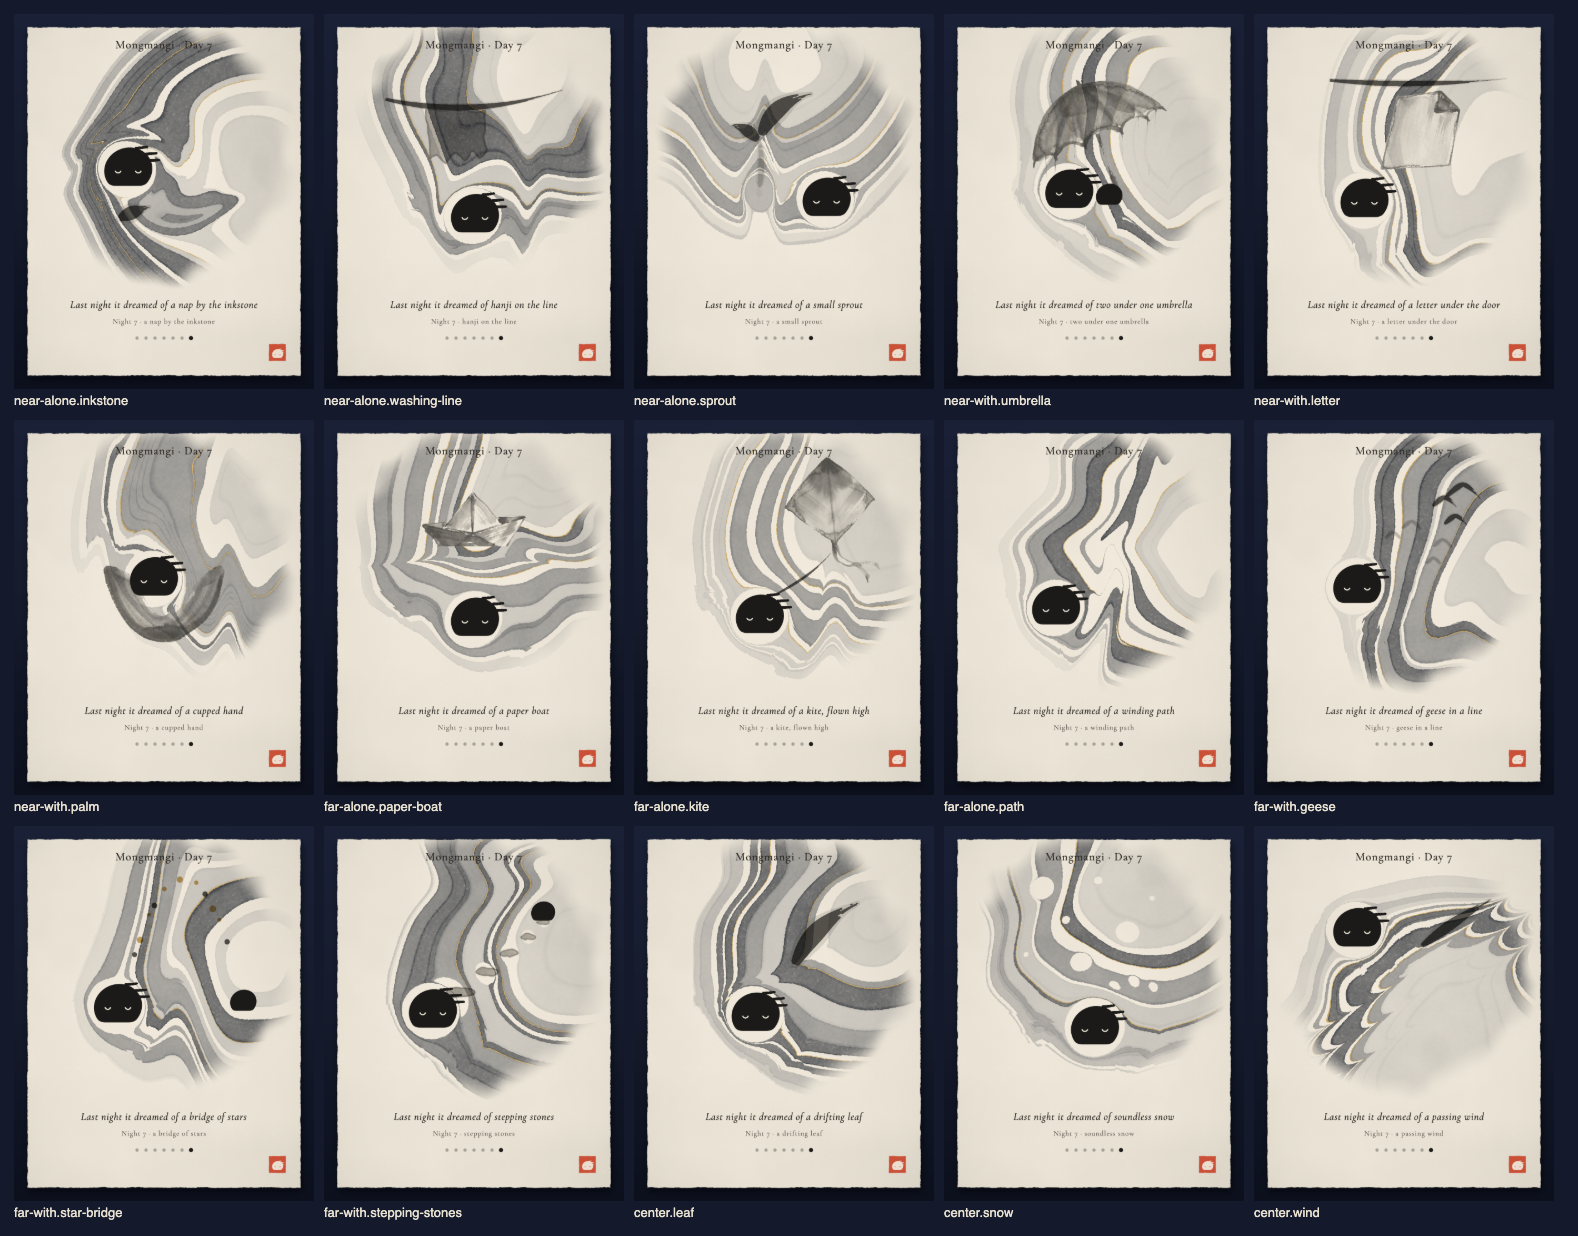 Mongmangi · Day 7
Last night it dreamed of a nap by the inkstone
Night 7 · a nap by the inkstone
near-alone.inkstone
Mongmangi · Day 7
Last night it dreamed of hanji on the line
Night 7 · hanji on the line
near-alone.washing-line
Mongmangi · Day 7
Last night it dreamed of a small sprout
Night 7 · a small sprout
near-alone.sprout
Mongmangi · Day 7
Last night it dreamed of two under one umbrella
Night 7 · two under one umbrella
near-with.umbrella
Mongmangi · Day 7
Last night it dreamed of a letter under the door
Night 7 · a letter under the door
near-with.letter
Mongmangi · Day 7
Last night it dreamed of a cupped hand
Night 7 · a cupped hand
near-with.palm
Mongmangi · Day 7
Last night it dreamed of a paper boat
Night 7 · a paper boat
far-alone.paper-boat
Mongmangi · Day 7
Last night it dreamed of a kite, flown high
Night 7 · a kite, flown high
far-alone.kite
Mongmangi · Day 7
Last night it dreamed of a winding path
Night 7 · a winding path
far-alone.path
Mongmangi · Day 7
Last night it dreamed of geese in a line
Night 7 · geese in a line
far-with.geese
Mongmangi · Day 7
Last night it dreamed of a bridge of stars
Night 7 · a bridge of stars
far-with.star-bridge
Mongmangi · Day 7
Last night it dreamed of stepping stones
Night 7 · stepping stones
far-with.stepping-stones
Mongmangi · Day 7
Last night it dreamed of a drifting leaf
Night 7 · a drifting leaf
center.leaf
Mongmangi · Day 7
Last night it dreamed of soundless snow
Night 7 · soundless snow
center.snow
Mongmangi · Day 7
Last night it dreamed of a passing wind
Night 7 · a passing wind
center.wind